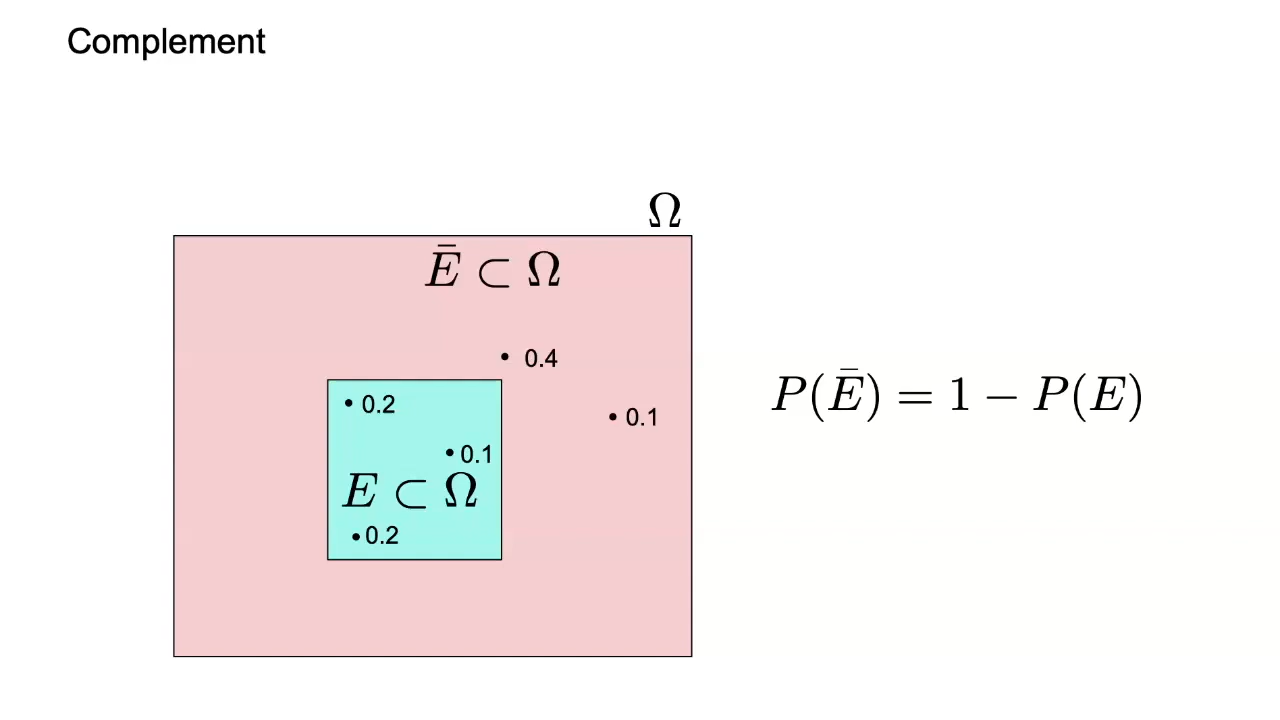 Complement
Ω
Ē ⊂ Ω
0.4
0.2
0.1
0.1
E ⊂ Ω
0.2
P(Ē) = 1 − P(E)